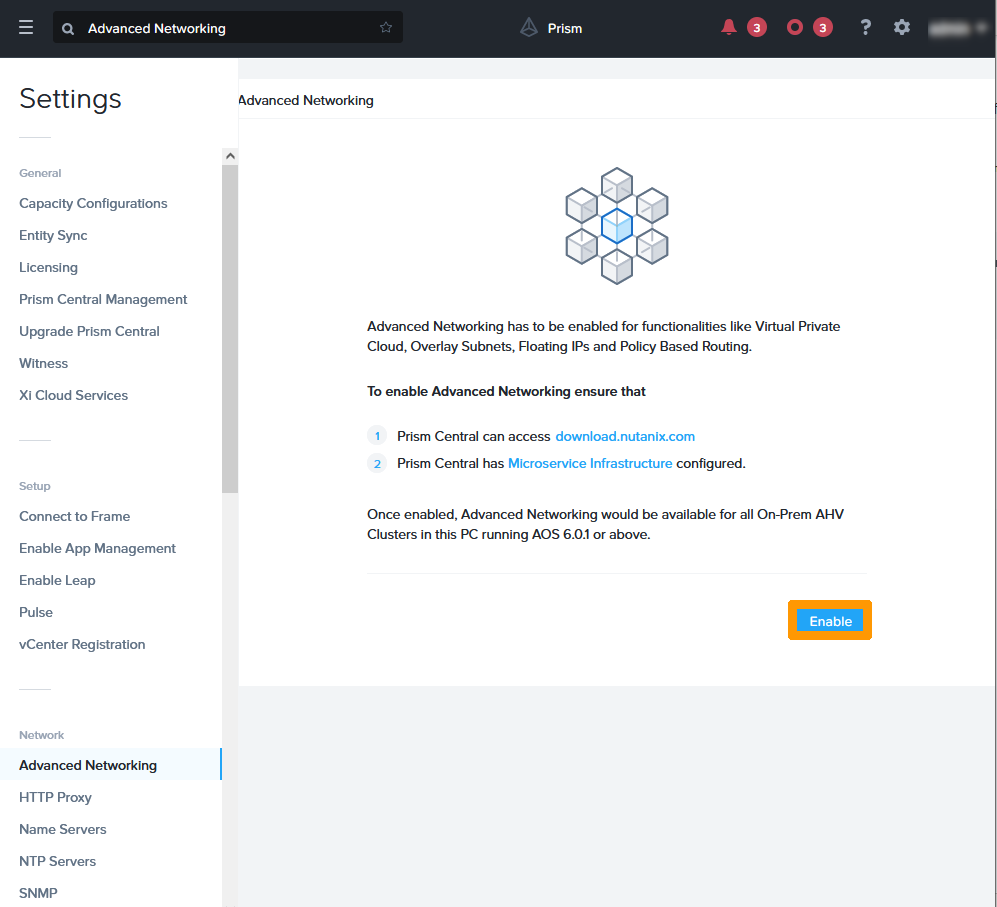 Advanced Networking
Prism
3
3
?
Settings
General
Capacity Configurations
Entity Sync
Licensing
Prism Central Management
Upgrade Prism Central
Witness
Xi Cloud Services
Setup
Connect to Frame
Enable App Management
Enable Leap
Pulse
vCenter Registration
Network
Advanced Networking
HTTP Proxy
Name Servers
NTP Servers
SNMP
Advanced Networking
Advanced Networking has to be enabled for functionalities like Virtual Private
Cloud, Overlay Subnets, Floating IPs and Policy Based Routing.
To enable Advanced Networking ensure that
1 Prism Central can access download.nutanix.com
2 Prism Central has Microservice Infrastructure configured.
Once enabled, Advanced Networking would be available for all On-Prem AHV
Clusters in this PC running AOS 6.0.1 or above.
Enable